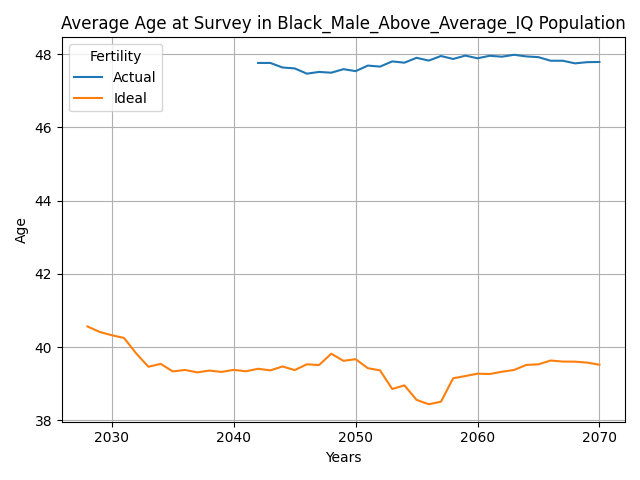 Average Age at Survey in Black_Male_Above_Average_IQ Population
Fertility
Actual
Ideal
48
46
44
42
40
38
Age
2030 2040 2050 2060 2070
Years